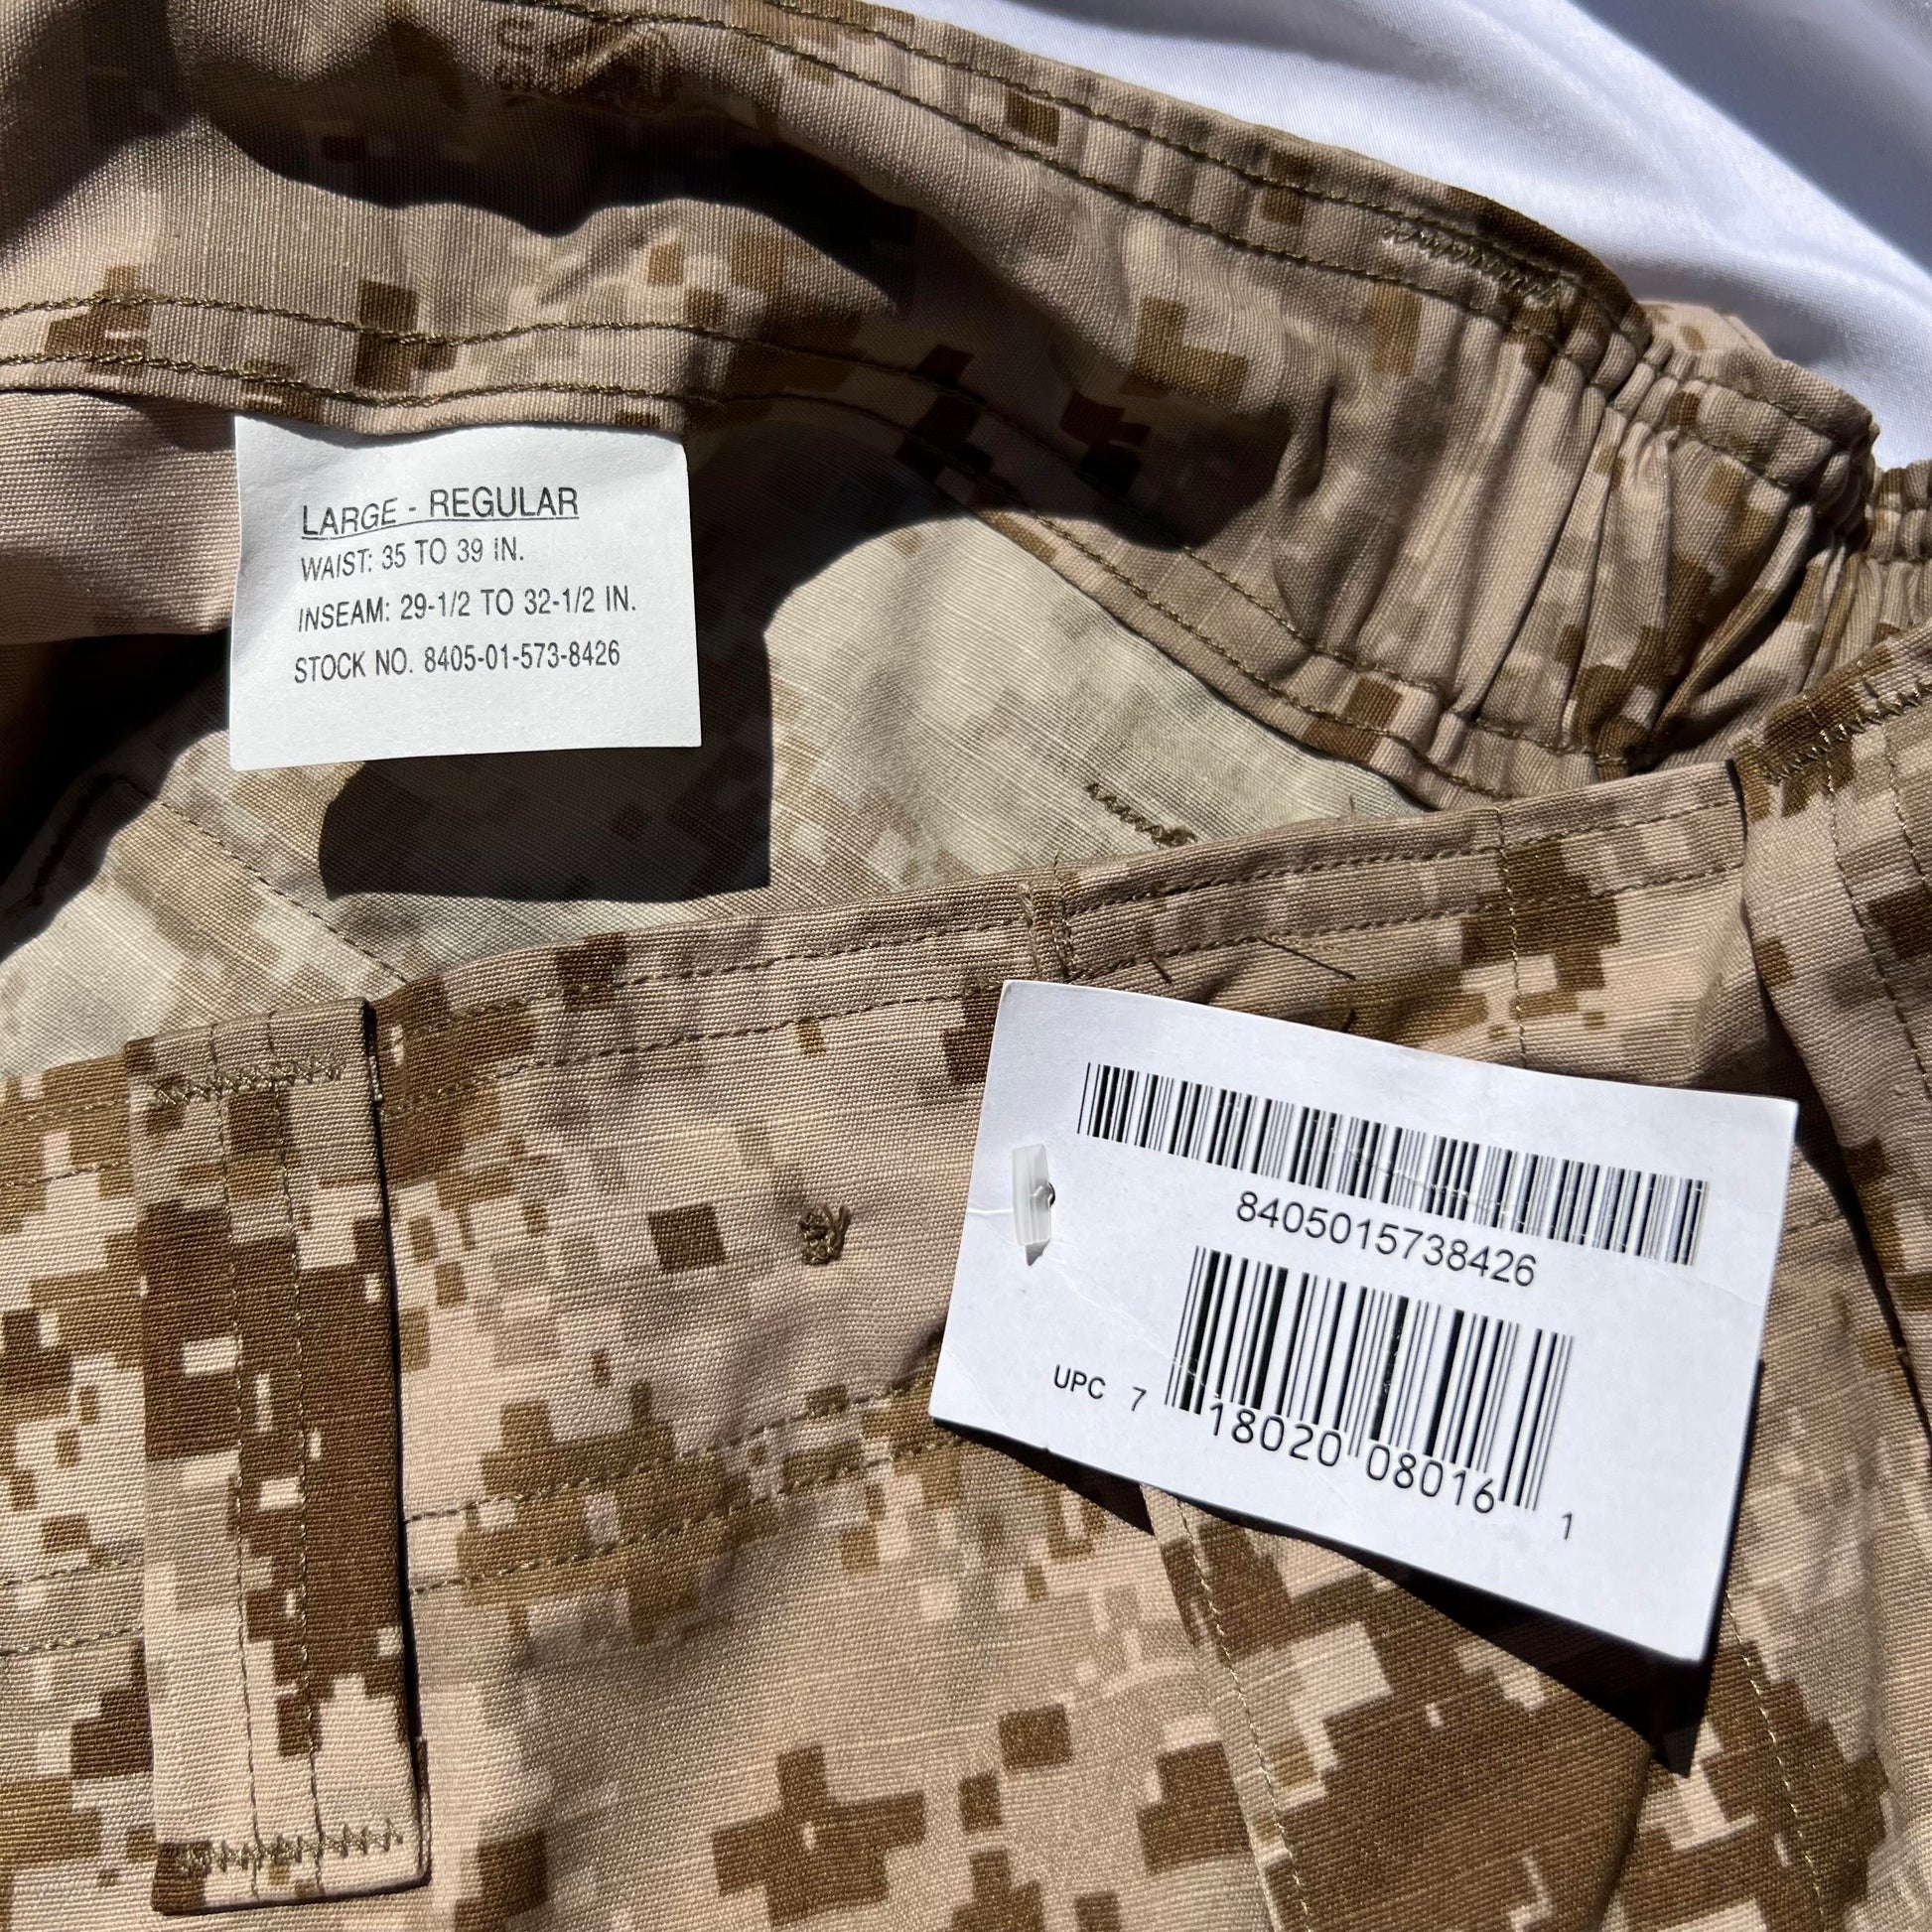 LARGE - REGULAR
WAIST: 35 TO 39 IN.
INSEAM: 29-1/2 TO 32-1/2 IN.
STOCK NO. 8405-01-573-8426
8405015738426
UPC 7 18020 08016 1